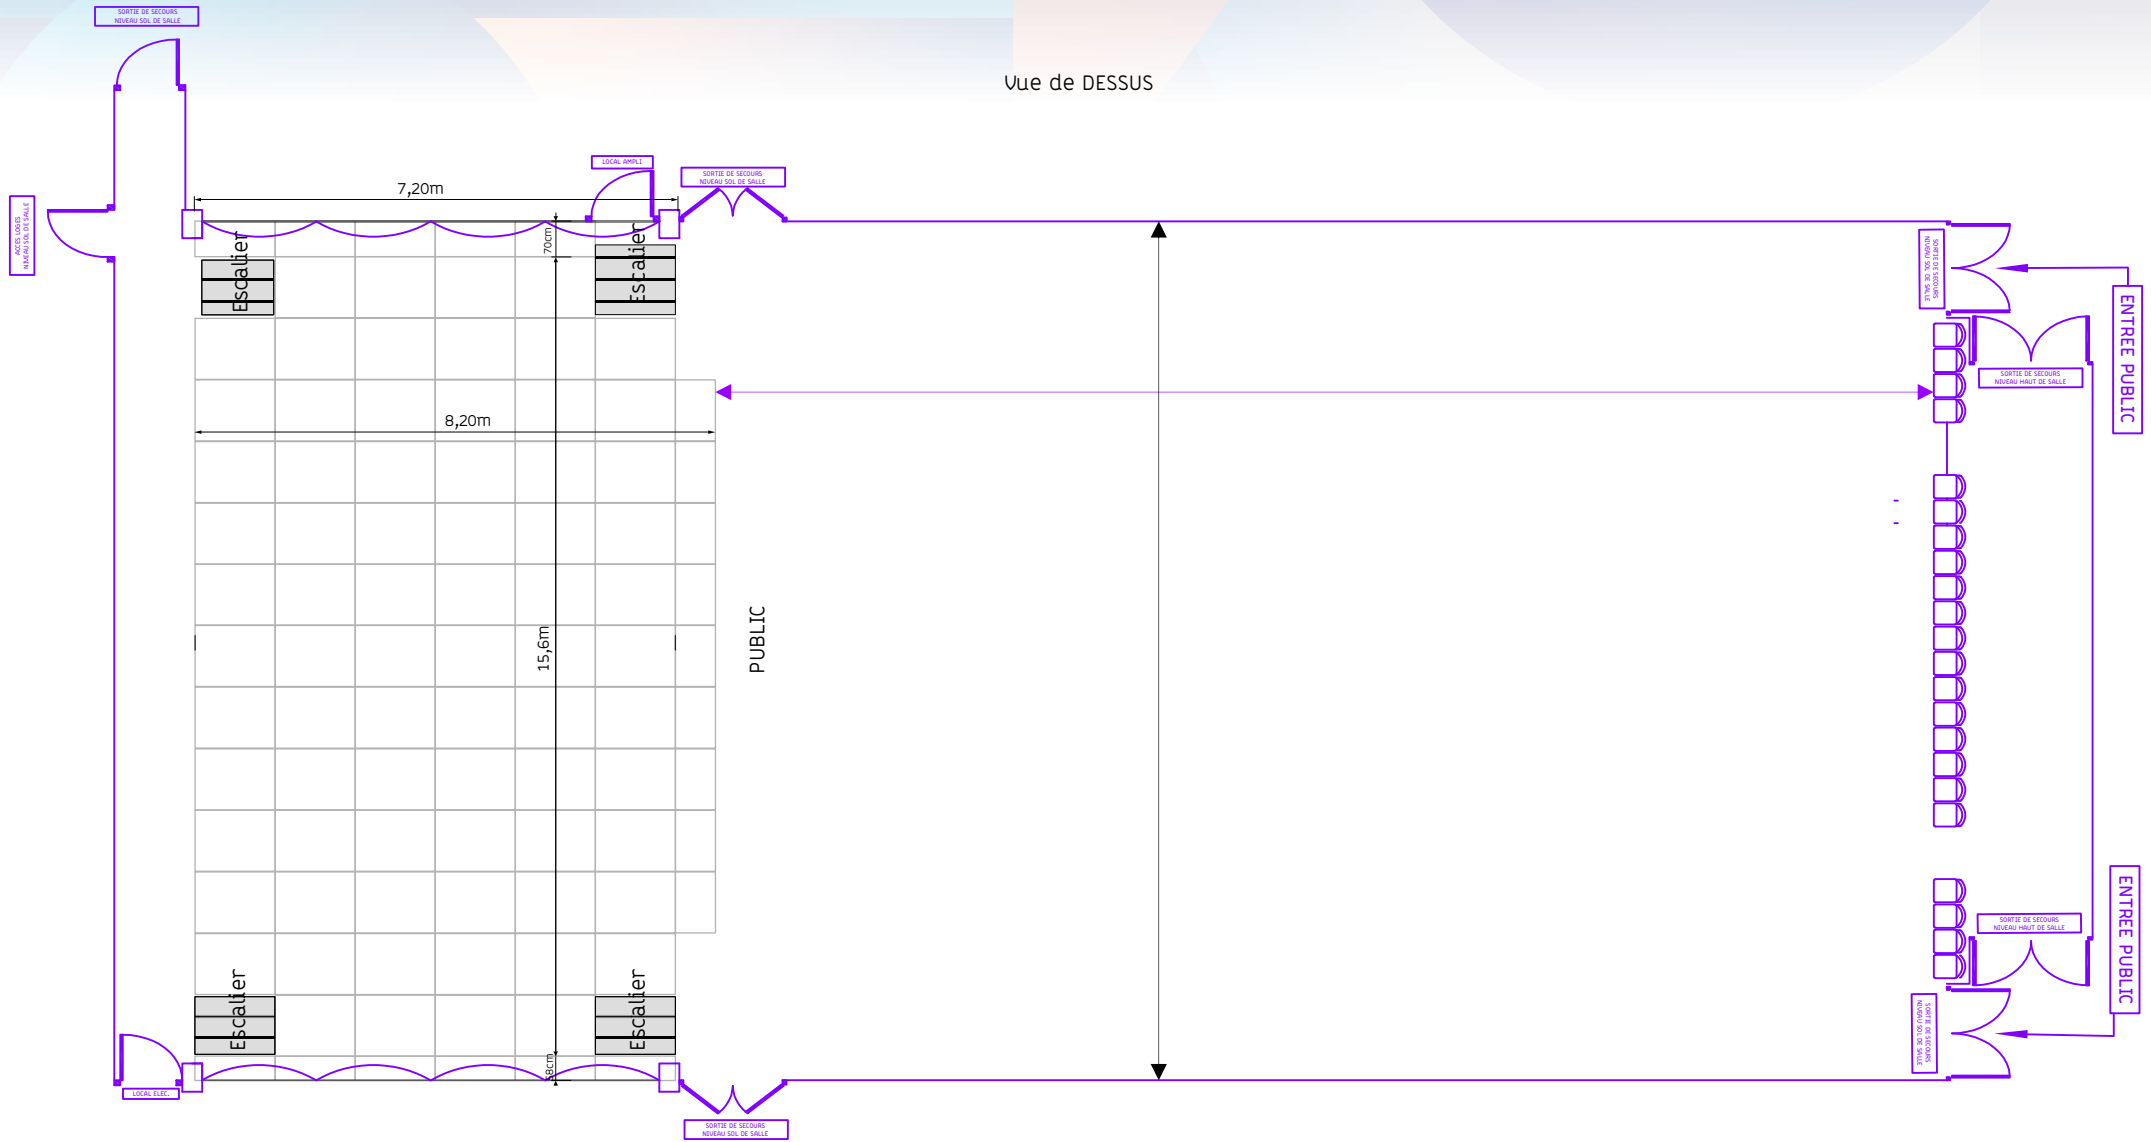 SORTIE DE SECOURS
NIVEAU SOL DE SALLE
Vue de DESSUS
LOCAL AMPLI
SORTIE DE SECOURS
NIVEAU SOL DE SALLE
7,20m
ACCES LOGES
NIVEAU SOL DE SALLE
70cm
Escalier
Escalier
SORTIE DE SECOURS
NIVEAU SOL DE SALLE
ENTREE PUBLIC
SORTIE DE SECOURS
NIVEAU HAUT DE SALLE
8,20m
15,6m
PUBLIC
ENTREE PUBLIC
SORTIE DE SECOURS
NIVEAU HAUT DE SALLE
Escalier
Escalier
SORTIE DE SECOURS
NIVEAU SOL DE SALLE
58cm
LOCAL ELEC.
SORTIE DE SECOURS
NIVEAU SOL DE SALLE